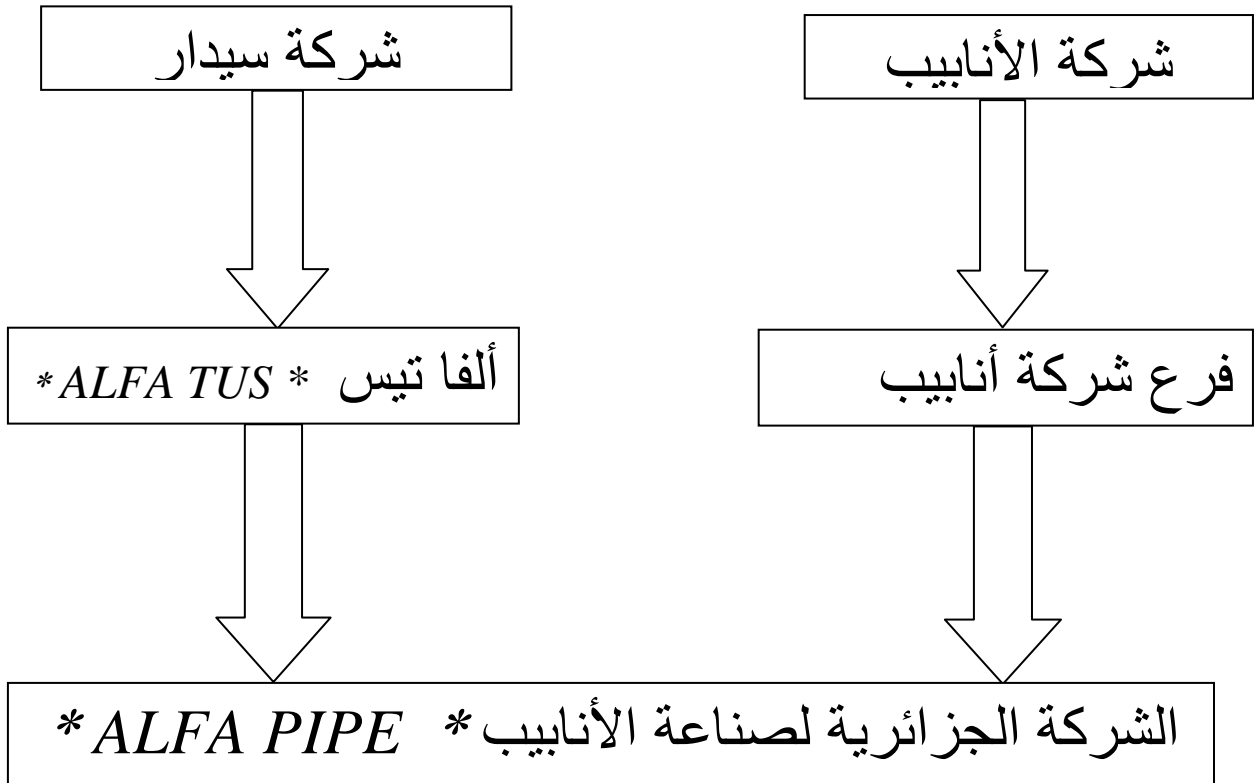 شركة الأنابيب
شركة سيدار
فرع شركة أنابيب
ألفا تيس * ALFA TUS *
الشركة الجزائرية لصناعة الأنابيب * ALFA PIPE *